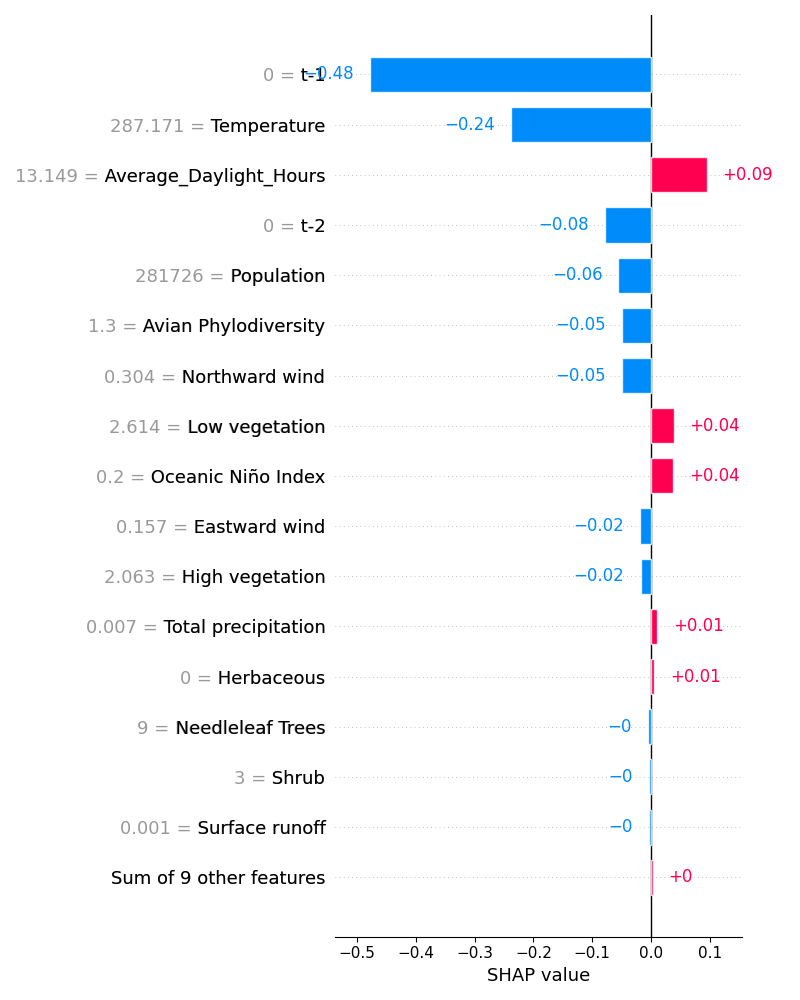 0 = t-1 −0.48
287.171 = Temperature −0.24
13.149 = Average_Daylight_Hours +0.09
0 = t-2 −0.08
281726 = Population −0.06
1.3 = Avian Phylodiversity −0.05
0.304 = Northward wind −0.05
2.614 = Low vegetation +0.04
0.2 = Oceanic Niño Index +0.04
0.157 = Eastward wind −0.02
2.063 = High vegetation −0.02
0.007 = Total precipitation +0.01
0 = Herbaceous +0.01
9 = Needleleaf Trees −0
3 = Shrub −0
0.001 = Surface runoff −0
Sum of 9 other features +0
−0.5 −0.4 −0.3 −0.2 −0.1 0.0 0.1
SHAP value